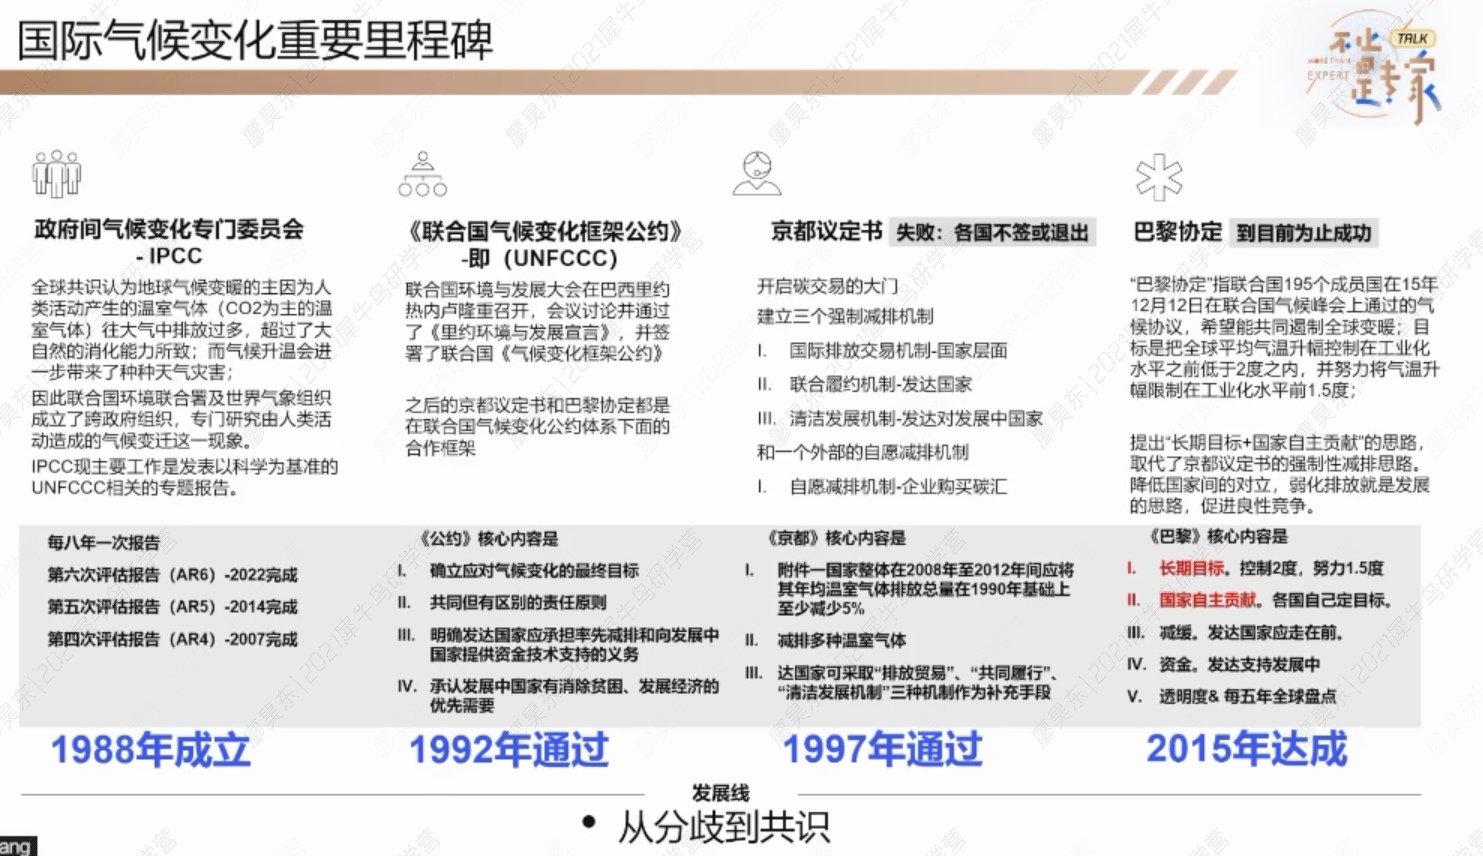 国际气候变化重要里程碑
不止 TALK
MORE THAN
EXPERT 是专家
政府间气候变化专门委员会
- IPCC
全球共识认为地球气候变暖的主因为人
类活动产生的温室气体（CO2为主的温
室气体）往大气中排放过多，超过了大
自然的消化能力所致；而气候升温会进
一步带来了种种天气灾害；
因此联合国环境联合署及世界气象组织
成立了跨政府组织，专门研究由人类活
动造成的气候变迁这一现象。
IPCC现主要工作是发表以科学为基准的
UNFCCC相关的专题报告。
每八年一次报告
第六次评估报告（AR6）-2022完成
第五次评估报告（AR5）-2014完成
第四次评估报告（AR4）-2007完成
1988年成立
《联合国气候变化框架公约》
-即（UNFCCC）
联合国环境与发展大会在巴西里约
热内卢隆重召开，会议讨论并通过
了《里约环境与发展宣言》，并签
署了联合国《气候变化框架公约》
之后的京都议定书和巴黎协定都是
在联合国气候变化公约体系下面的
合作框架
《公约》核心内容是
I. 确立应对气候变化的最终目标
II. 共同但有区别的责任原则
III. 明确发达国家应承担率先减排和向发展中
国家提供资金技术支持的义务
IV. 承认发展中国家有消除贫困、发展经济的
优先需要
1992年通过
京都议定书 失败：各国不签或退出
开启碳交易的大门
建立三个强制减排机制
I. 国际排放交易机制-国家层面
II. 联合履约机制-发达国家
III. 清洁发展机制-发达对发展中国家
和一个外部的自愿减排机制
I. 自愿减排机制-企业购买碳汇
《京都》核心内容是
I. 附件一国家整体在2008年至2012年间应将
其年均温室气体排放总量在1990年基础上
至少减少5%
II. 减排多种温室气体
III. 达国家可采取“排放贸易”、“共同履行”、
“清洁发展机制”三种机制作为补充手段
1997年通过
巴黎协定 到目前为止成功
“巴黎协定”指联合国195个成员国在15年
12月12日在联合国气候峰会上通过的气
候协议，希望能共同遏制全球变暖；目
标是把全球平均气温升幅控制在工业化
水平之前低于2度之内，并努力将气温升
幅限制在工业化水平前1.5度；
提出“长期目标+国家自主贡献”的思路，
取代了京都议定书的强制性减排思路。
降低国家间的对立，弱化排放就是发展
的思路，促进良性竞争。
《巴黎》核心内容是
I. 长期目标。控制2度，努力1.5度
II. 国家自主贡献。各国自己定目标。
III. 减缓。发达国家应走在前。
IV. 资金。发达支持发展中
V. 透明度& 每五年全球盘点
2015年达成
发展线
• 从分歧到共识
ang
廖昊东|2021犀牛鸟研学营